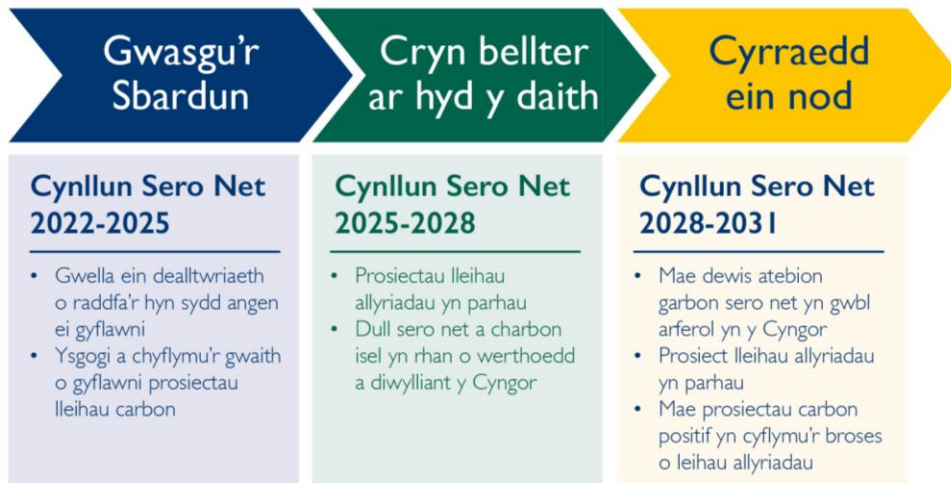 Gwasgu'r
Sbardun
Cryn bellter
ar hyd y daith
Cyrraedd
ein nod
Cynllun Sero Net
2022-2025
• Gwella ein dealltwriaeth
o raddfa'r hyn sydd angen
ei gyflawni
• Ysgogi a chyflymu'r gwaith
o gyflawni prosiectau
lleihau carbon
Cynllun Sero Net
2025-2028
• Prosiectau lleihau
allyriadau yn parhau
• Dull sero net a charbon
isel yn rhan o werthoedd
a diwylliant y Cyngor
Cynllun Sero Net
2028-2031
• Mae dewis atebion
garbon sero net yn gwbl
arferol yn y Cyngor
• Prosiect lleihau allyriadau
yn parhau
• Mae prosiectau carbon
positif yn cyflymu'r broses
o leihau allyriadau